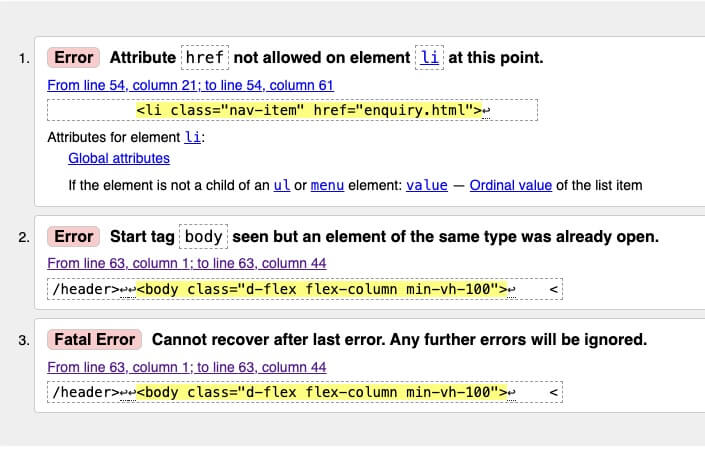 1. Error Attribute href not allowed on element li at this point.
From line 54, column 21; to line 54, column 61
<li class="nav-item" href="enquiry.html">↩
Attributes for element li:
Global attributes
If the element is not a child of an ul or menu element: value — Ordinal value of the list item
2. Error Start tag body seen but an element of the same type was already open.
From line 63, column 1; to line 63, column 44
/header>↩↩<body class="d-flex flex-column min-vh-100">↩ <
3. Fatal Error Cannot recover after last error. Any further errors will be ignored.
From line 63, column 1; to line 63, column 44
/header>↩↩<body class="d-flex flex-column min-vh-100">↩ <